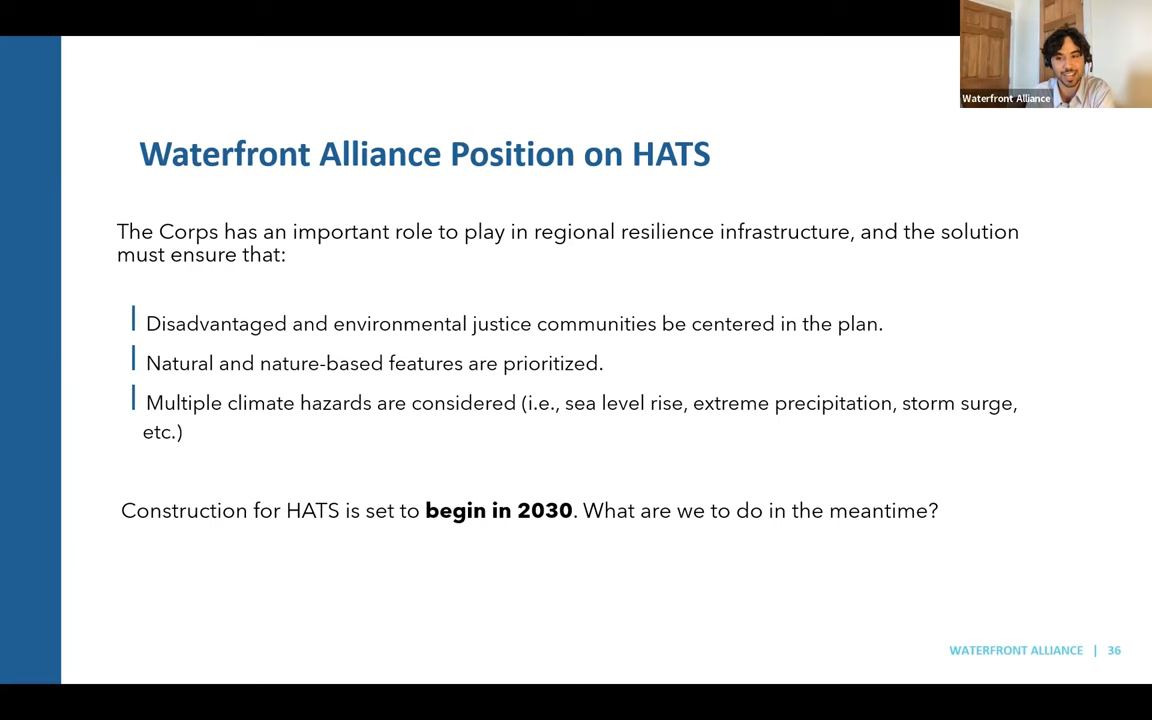 Waterfront Alliance
Waterfront Alliance Position on HATS
The Corps has an important role to play in regional resilience infrastructure, and the solution
must ensure that:
Disadvantaged and environmental justice communities be centered in the plan.
Natural and nature-based features are prioritized.
Multiple climate hazards are considered (i.e., sea level rise, extreme precipitation, storm surge,
etc.)
Construction for HATS is set to begin in 2030. What are we to do in the meantime?
WATERFRONT ALLIANCE | 36